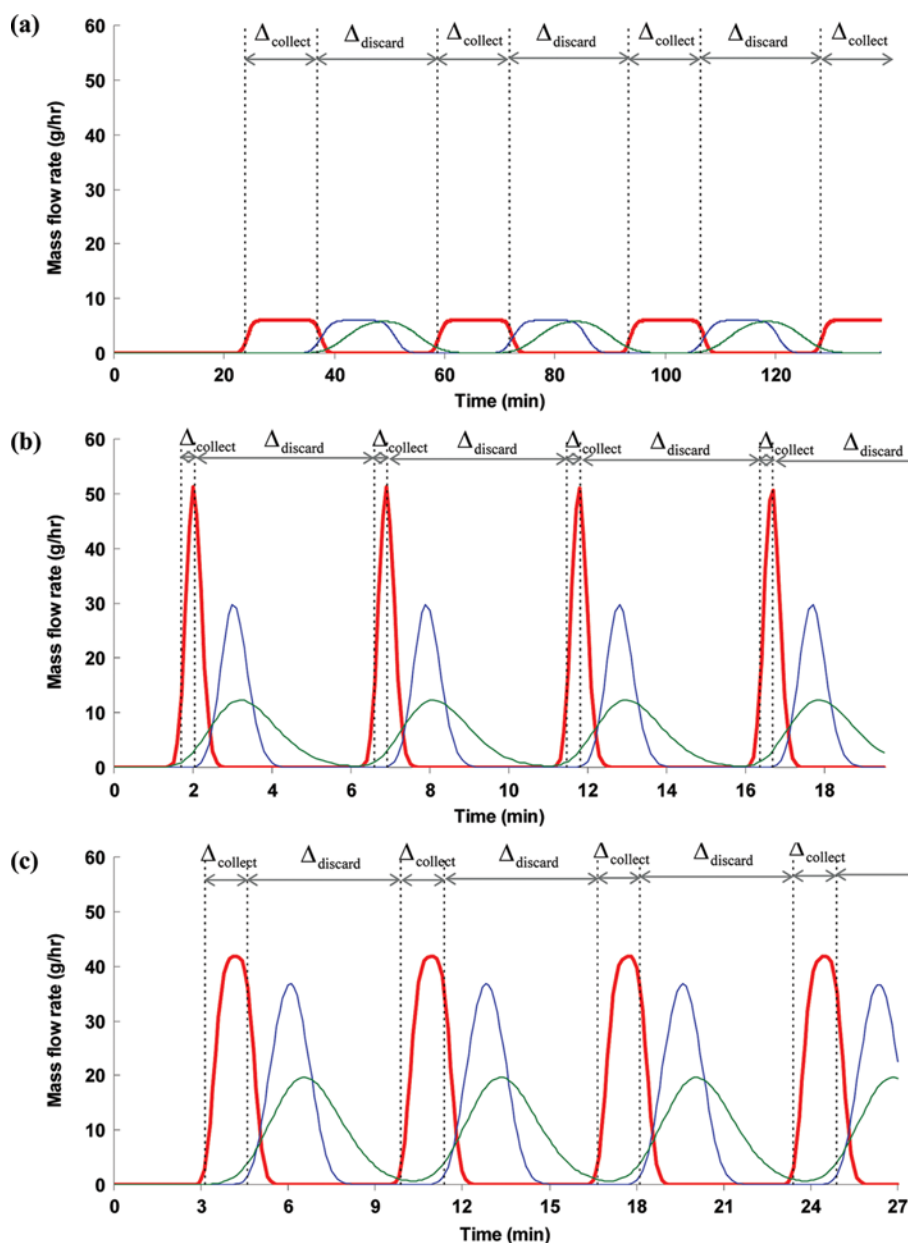 (a)
Δcollect Δdiscard Δcollect Δdiscard Δcollect Δdiscard Δcollect
Mass flow rate (g/hr)
60
50
40
30
20
10
0
0 20 40 60 80 100 120
Time (min)
(b)
Δcollect Δdiscard Δcollect Δdiscard Δcollect Δdiscard Δcollect Δdiscard
Mass flow rate (g/hr)
60
50
40
30
20
10
0
0 2 4 6 8 10 13 14 16 18
Time (min)
(c)
Δcollect Δdiscard Δcollect Δdiscard Δcollect Δdiscard Δcollect
Mass flow rate (g/hr)
60
50
40
30
20
10
0
3 6 9 12 15 18 21 24 27
Time (min)